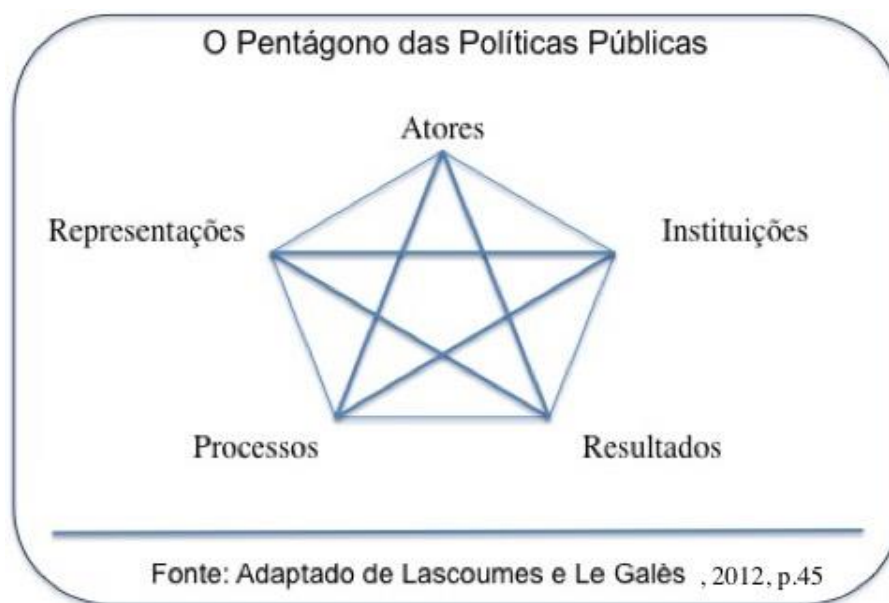 O Pentágono das Políticas Públicas
Atores
Representações
Instituições
Processos
Resultados
Fonte: Adaptado de Lascoumes e Le Galès , 2012, p.45